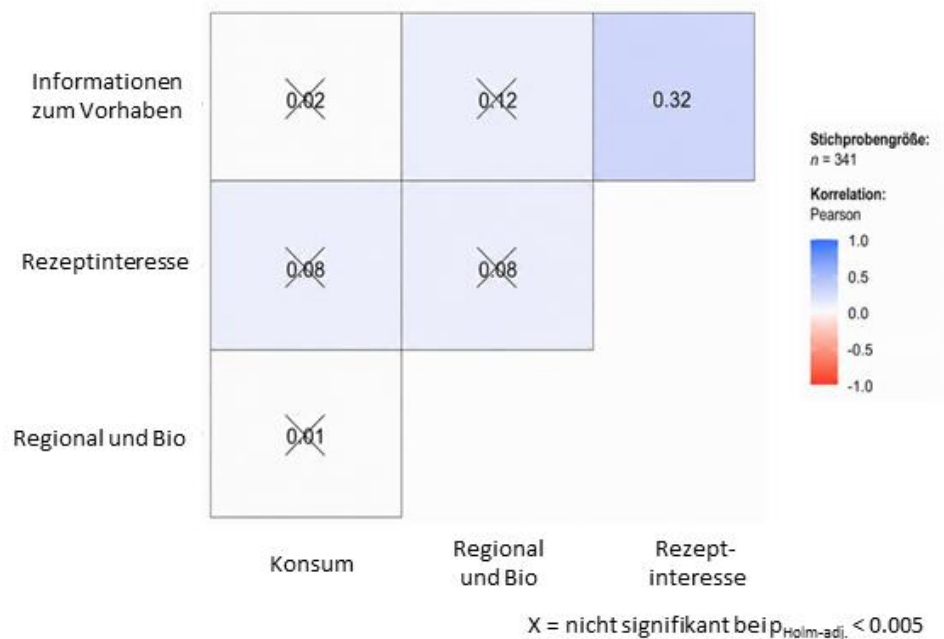 Informationen
zum Vorhaben
0.02
0.12
0.32
Rezeptinteresse
0.08
0.08
Regional und Bio
0.01
Konsum
Regional
und Bio
Rezept-
interesse
Stichprobengröße:
n = 341
Korrelation:
Pearson
1.0
0.5
0.0
-0.5
-1.0
X = nicht signifikant bei pHolm-adj. < 0.005